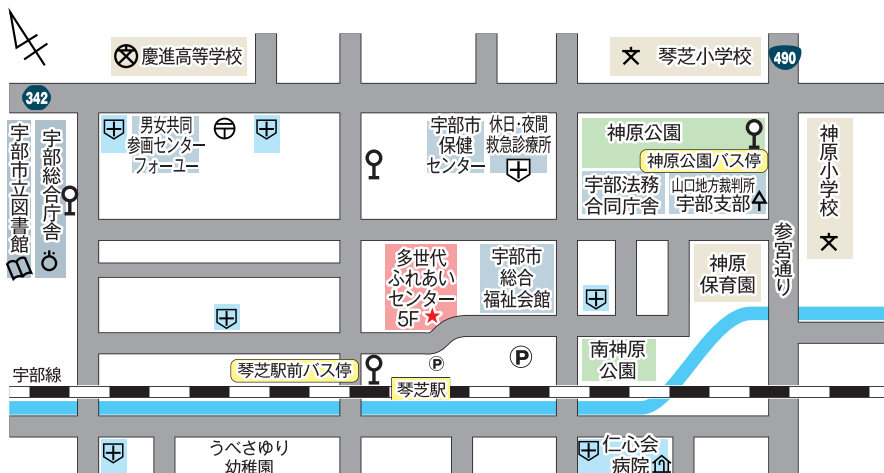 慶進高等学校
琴芝小学校
490
342
宇部市立図書館
宇部総合庁舎
男女共同
参画センター
フォーユー
宇部市
保健
センター
休日・夜間
救急診療所
神原公園
神原公園バス停
宇部法務
合同庁舎
山口地方裁判所
宇部支部
神原小学校
参宮通り
多世代
ふれあい
センター
5F
宇部市
総合
福祉会館
神原
保育園
南神原
公園
P
P
琴芝駅前バス停
宇部線
琴芝駅
うべさゆり
幼稚園
仁心会
病院